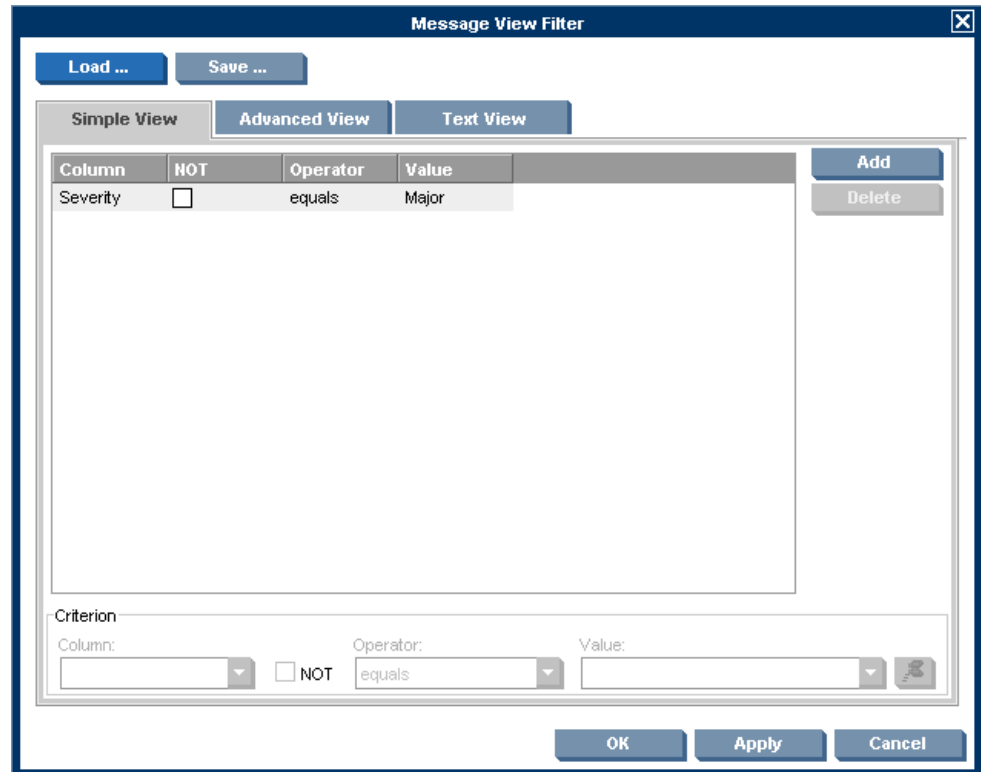 Message View Filter
Load ... Save ...
Simple View Advanced View Text View
Column NOT Operator Value Add
Severity equals Major Delete
Criterion
Column: Operator: Value:
NOT equals
OK Apply Cancel